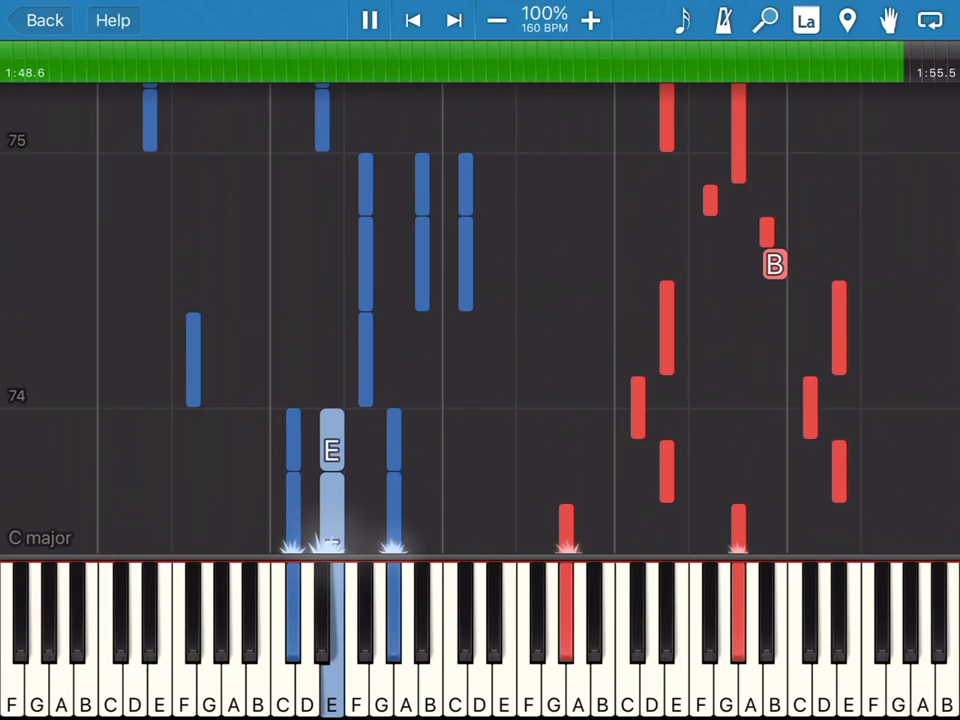 Back
Help
100%
160 BPM
La
1:48.6
1:55.5
75
B
74
E
C major
F G A B C D E F G A B C D E F G A B C D E F G A B C D E F G A B C D E F G A B